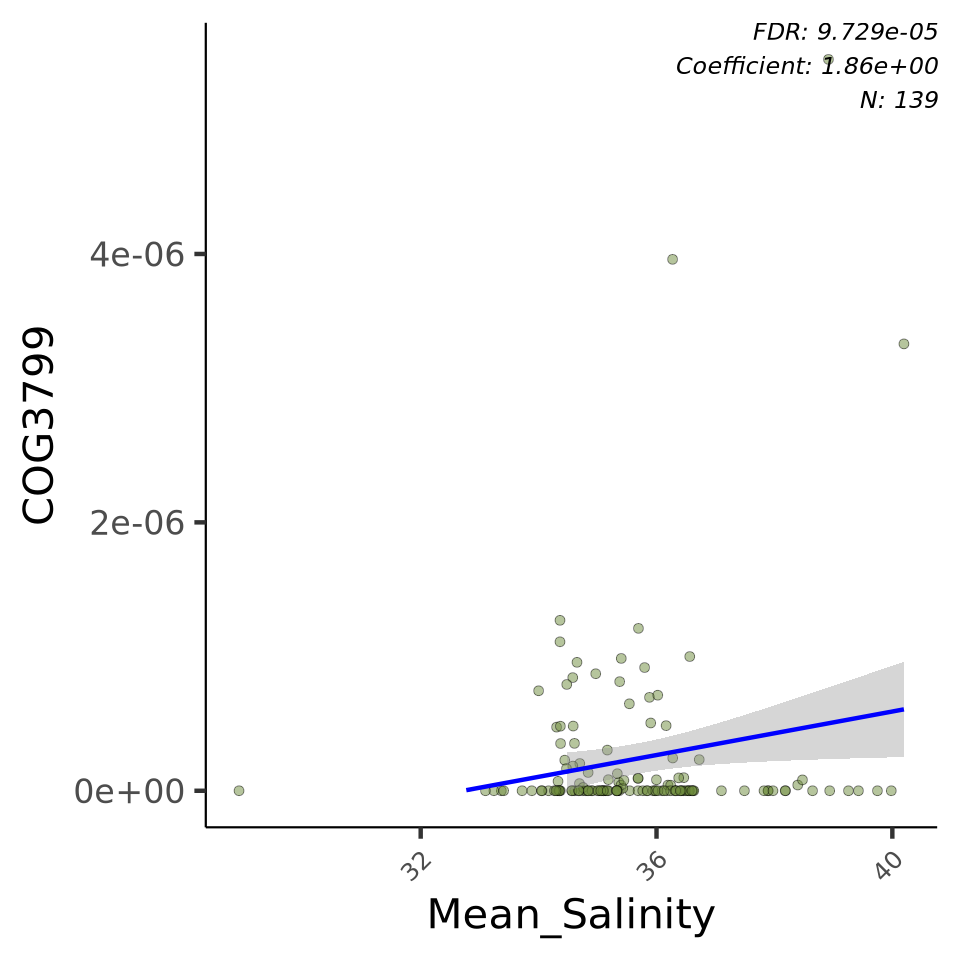 FDR: 9.729e-05
Coefficient: 1.86e+00
N: 139
4e-06
2e-06
0e+00
COG3799
32
36
40
Mean_Salinity